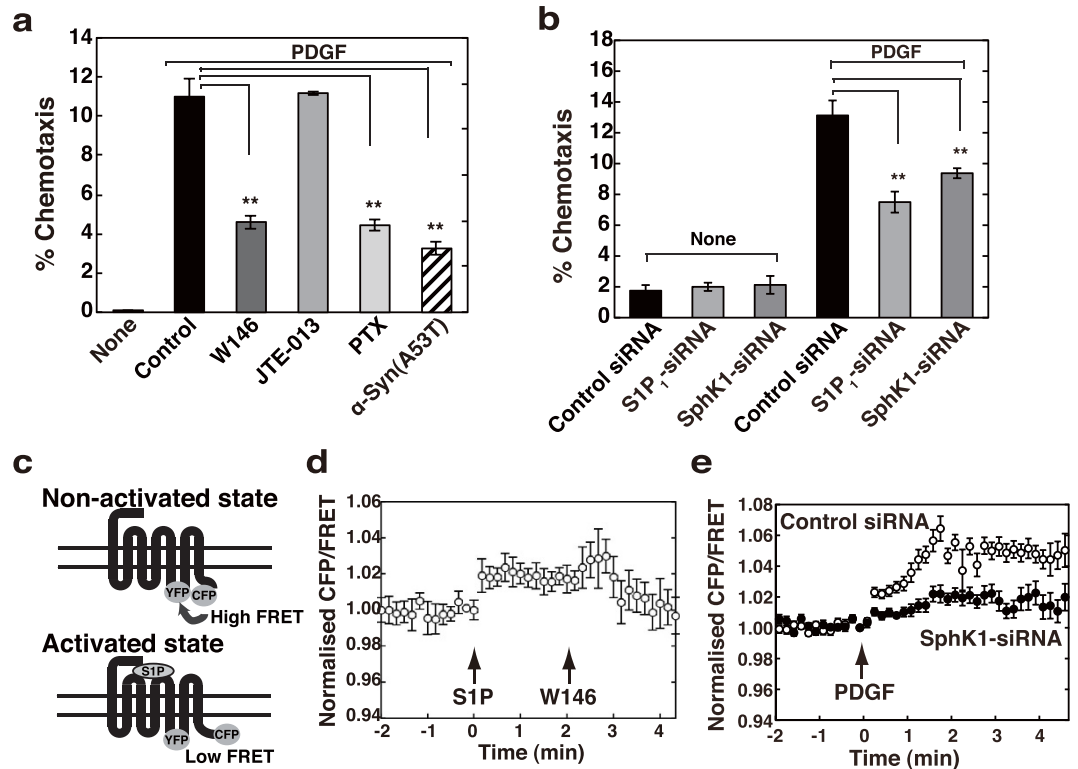 a
% Chemotaxis
14
12
10
8
6
4
2
0
PDGF
**
**
**
None
Control
W146
JTE-013
PTX
α-Syn(A53T)
b
% Chemotaxis
18
16
14
12
10
8
6
4
2
0
PDGF
None
**
**
Control siRNA
S1P1-siRNA
SphK1-siRNA
Control siRNA
S1P1-siRNA
SphK1-siRNA
c
Non-activated state
YFP
CFP
High FRET
Activated state
S1P
YFP
CFP
Low FRET
d
Normalised CFP/FRET
1.06
1.04
1.02
1.00
0.98
0.96
0.94
S1P
W146
-2 -1 0 1 2 3 4
Time (min)
e
Normalised CFP/FRET
1.08
1.06
1.04
1.02
1.00
0.98
0.96
0.94
Control siRNA
SphK1-siRNA
PDGF
-2 -1 0 1 2 3 4
Time (min)